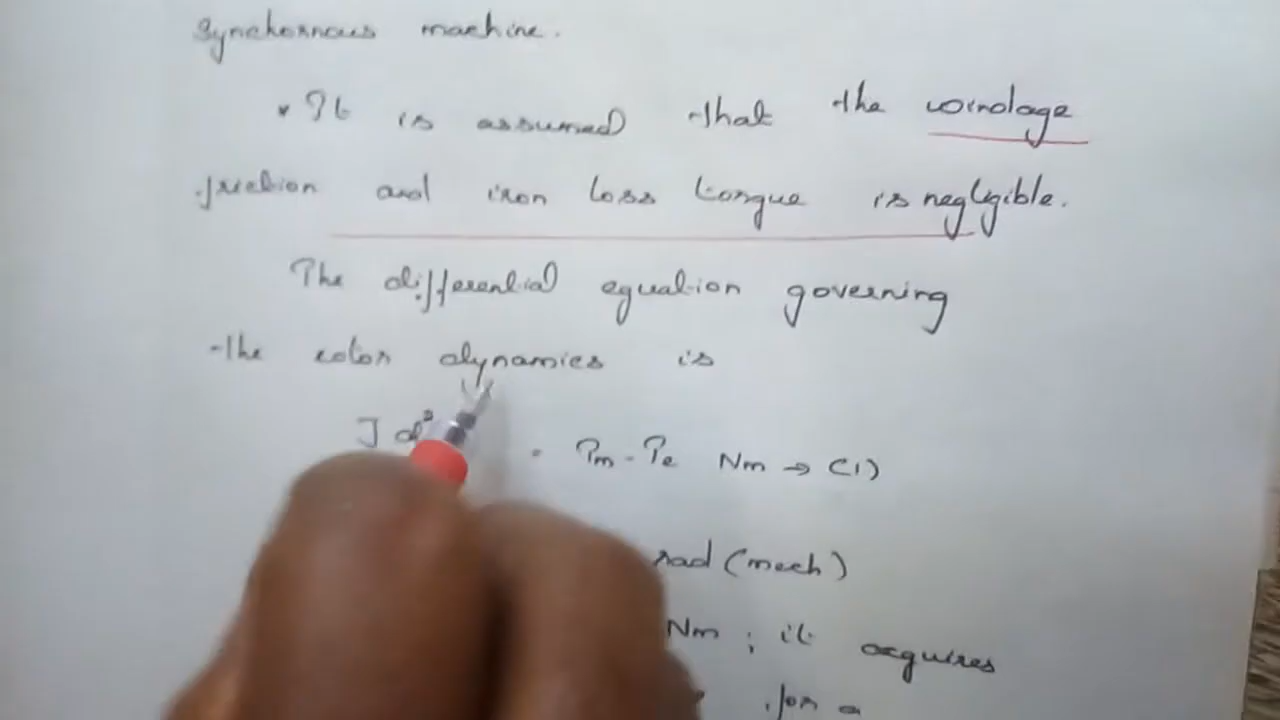 Synchornous machine.
* It is assumed that the windage
friction and iron loss torque is negligible.
The differential equation governing
the rotor dynamics is
J d² = Pm - Pe Nm → (1)
rad (mech)
Nm ; it acquires
for a